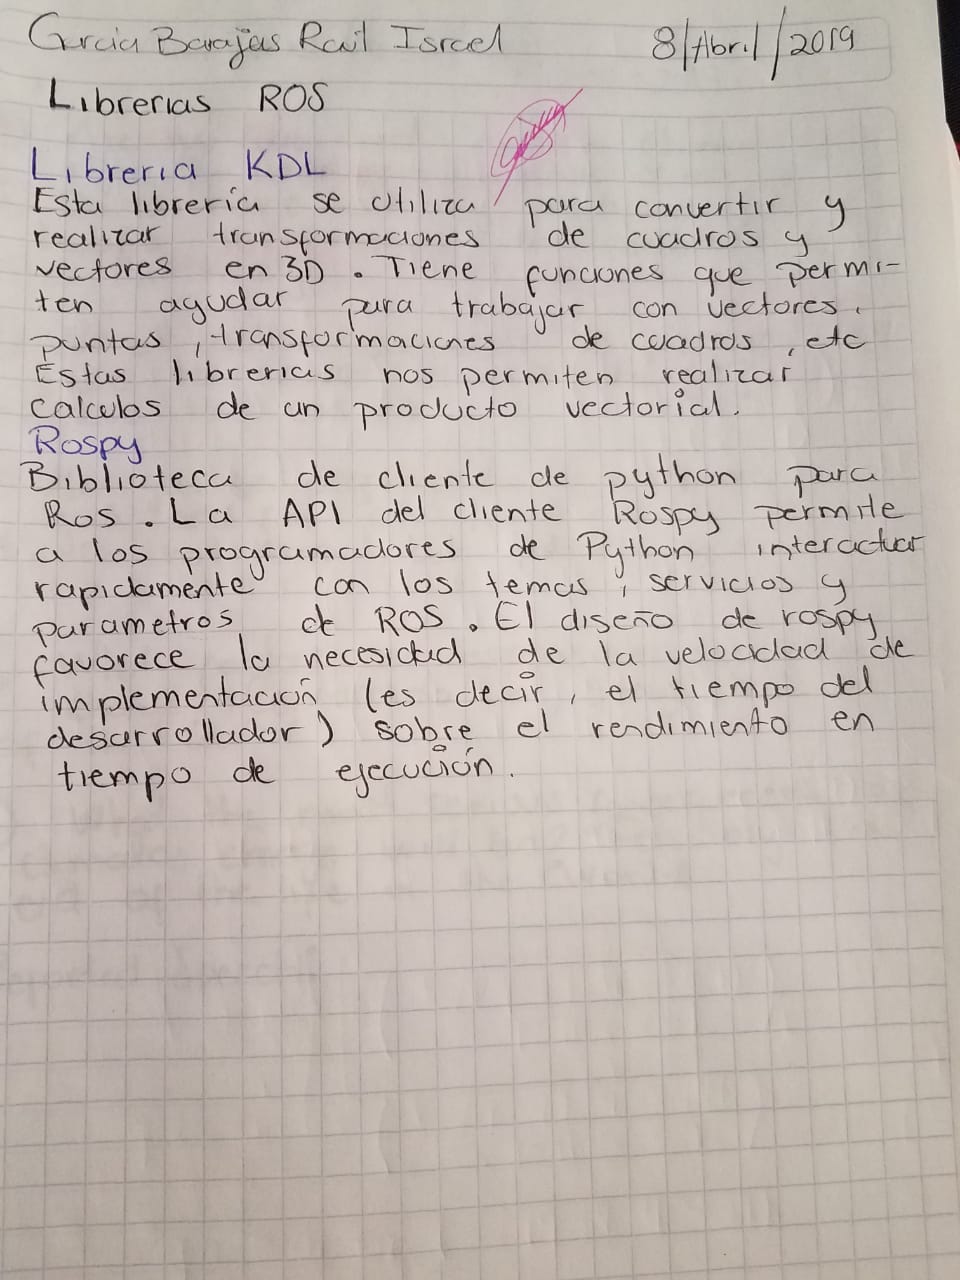 Garcia Barajas Raul Israel 8/Abril/2019
Librerias ROS
Libreria KDL
Esta libreria se utiliza para convertir y
realizar transformaciones de cuadros y
vectores en 3D. Tiene funciones que permi-
ten ayudar para trabajar con vectores,
puntas, transformaciones de cuadros, etc
Estas librerias nos permiten realizar
calculos de un producto vectorial.
Rospy
Biblioteca de cliente de python para
Ros. La API del cliente Rospy permite
a los programadores de Python interactuar
rapidamente con los temas, servicios y
parametros de ROS. El diseño de rospy
favorece la necesidad de la velocidad de
implementación (es decir, el tiempo del
desarrollador) sobre el rendimiento en
tiempo de ejecución.